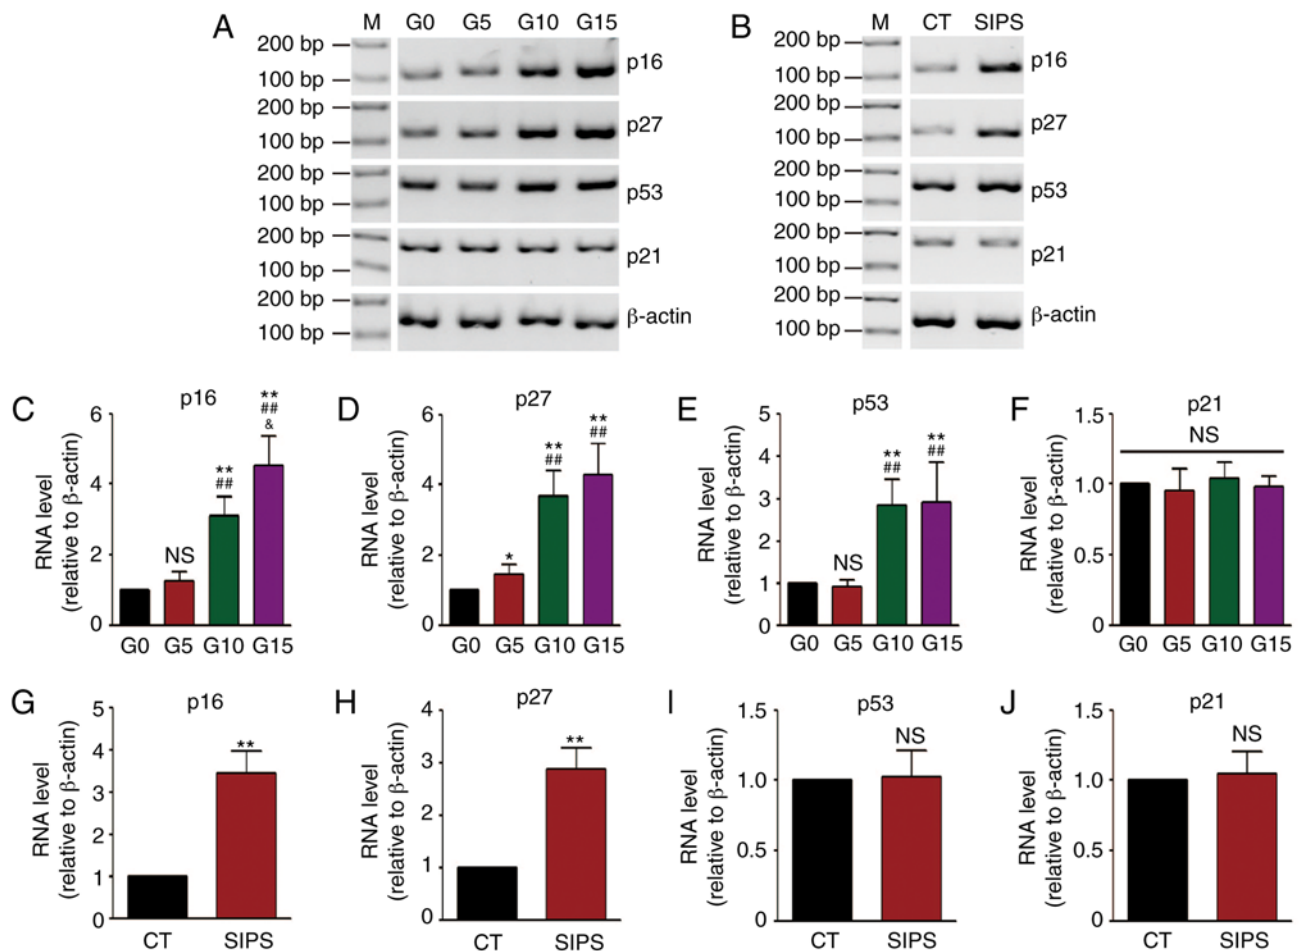 A
M G0 G5 G10 G15
200 bp
100 bp
p16
200 bp
100 bp
p27
200 bp
100 bp
p53
200 bp
100 bp
p21
200 bp
100 bp
β-actin
B
M CT SIPS
200 bp
100 bp
p16
200 bp
100 bp
p27
200 bp
100 bp
p53
200 bp
100 bp
p21
200 bp
100 bp
β-actin
C
p16
RNA level
(relative to β-actin)
6
4
2
0
NS
**
##
**
##
&
G0 G5 G10 G15
D
p27
RNA level
(relative to β-actin)
6
4
2
0
*
**
##
**
##
G0 G5 G10 G15
E
p53
RNA level
(relative to β-actin)
5
4
3
2
1
0
NS
**
##
**
##
G0 G5 G10 G15
F
p21
RNA level
(relative to β-actin)
1.5
1.0
0.5
0
NS
G0 G5 G10 G15
G
p16
RNA level
(relative to β-actin)
5
4
3
2
1
0
**
CT SIPS
H
p27
RNA level
(relative to β-actin)
4
3
2
1
0
**
CT SIPS
I
p53
RNA level
(relative to β-actin)
1.5
1.0
0.5
0
NS
CT SIPS
J
p21
RNA level
(relative to β-actin)
1.5
1.0
0.5
0
NS
CT SIPS